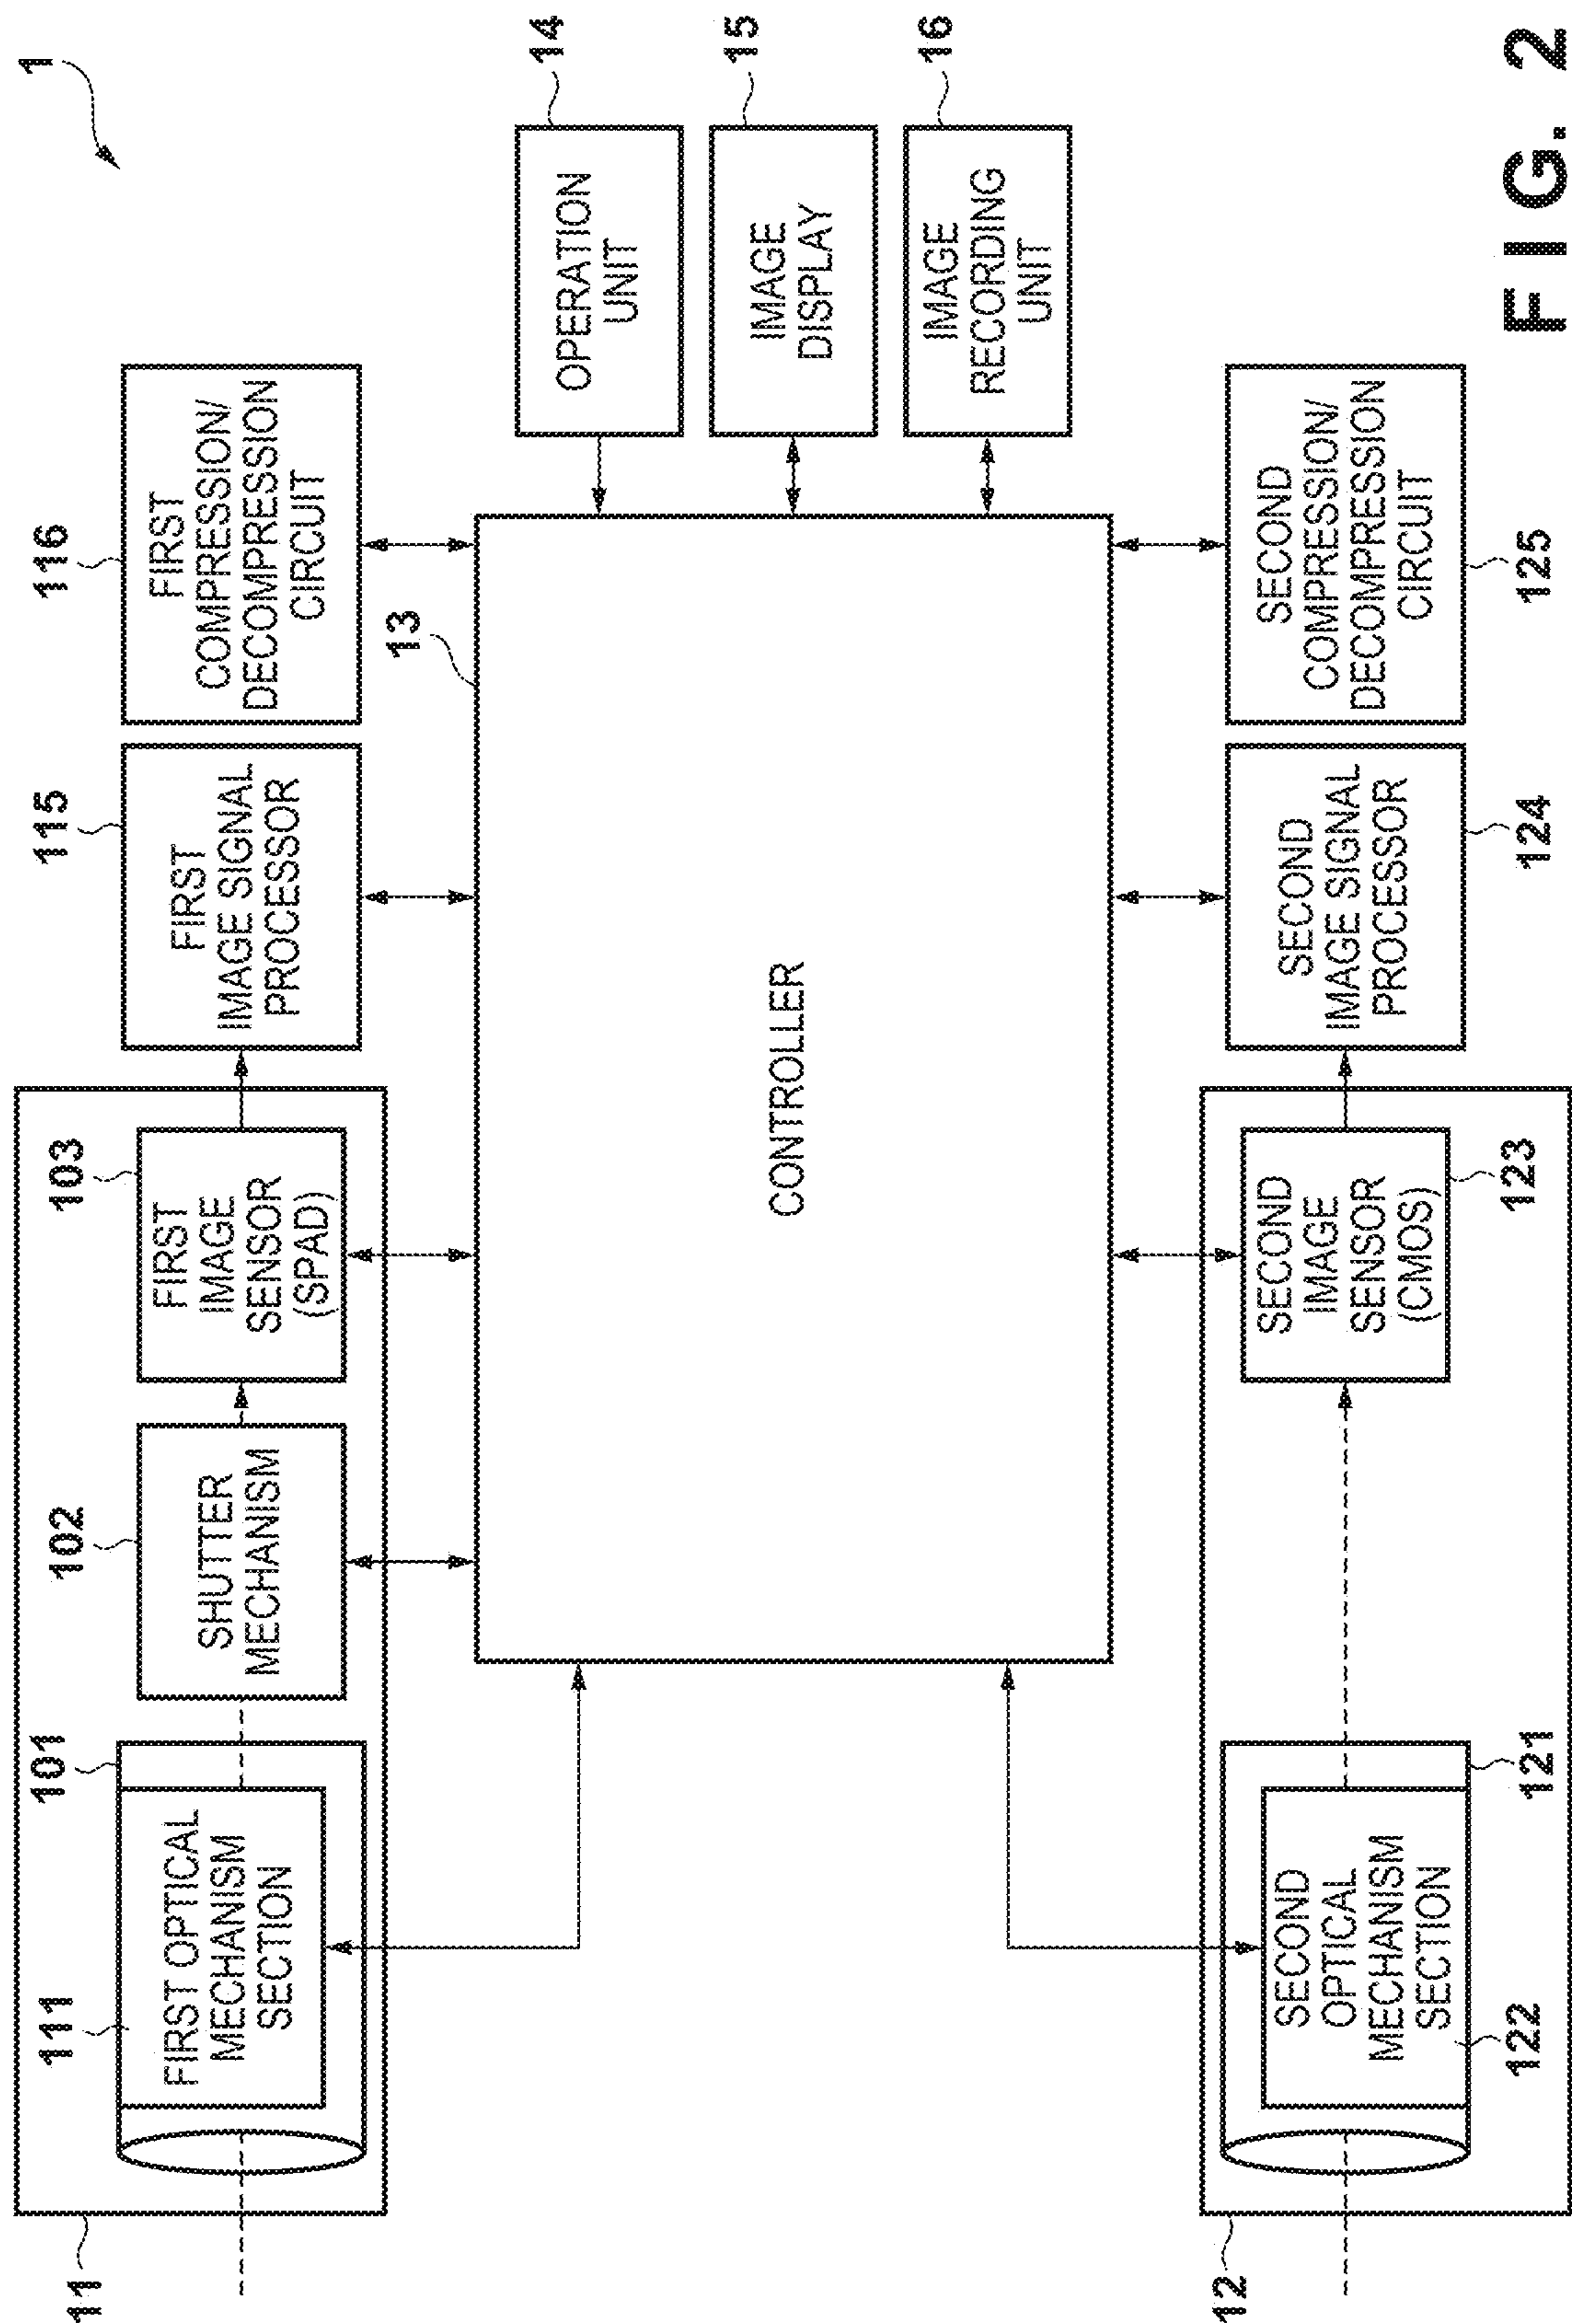 1
11
111
FIRST OPTICAL
MECHANISM
SECTION
101
102
SHUTTER
MECHANISM
103
FIRST
IMAGE
SENSOR
(SPAD)
115
FIRST
IMAGE SIGNAL
PROCESSOR
116
FIRST
COMPRESSION/
DECOMPRESSION
CIRCUIT
13
CONTROLLER
14
OPERATION
UNIT
15
IMAGE
DISPLAY
16
IMAGE
RECORDING
UNIT
12
SECOND
OPTICAL
MECHANISM
SECTION
122
121
SECOND
IMAGE
SENSOR
(CMOS)
123
SECOND
IMAGE SIGNAL
PROCESSOR
124
SECOND
COMPRESSION/
DECOMPRESSION
CIRCUIT
125
FIG. 2